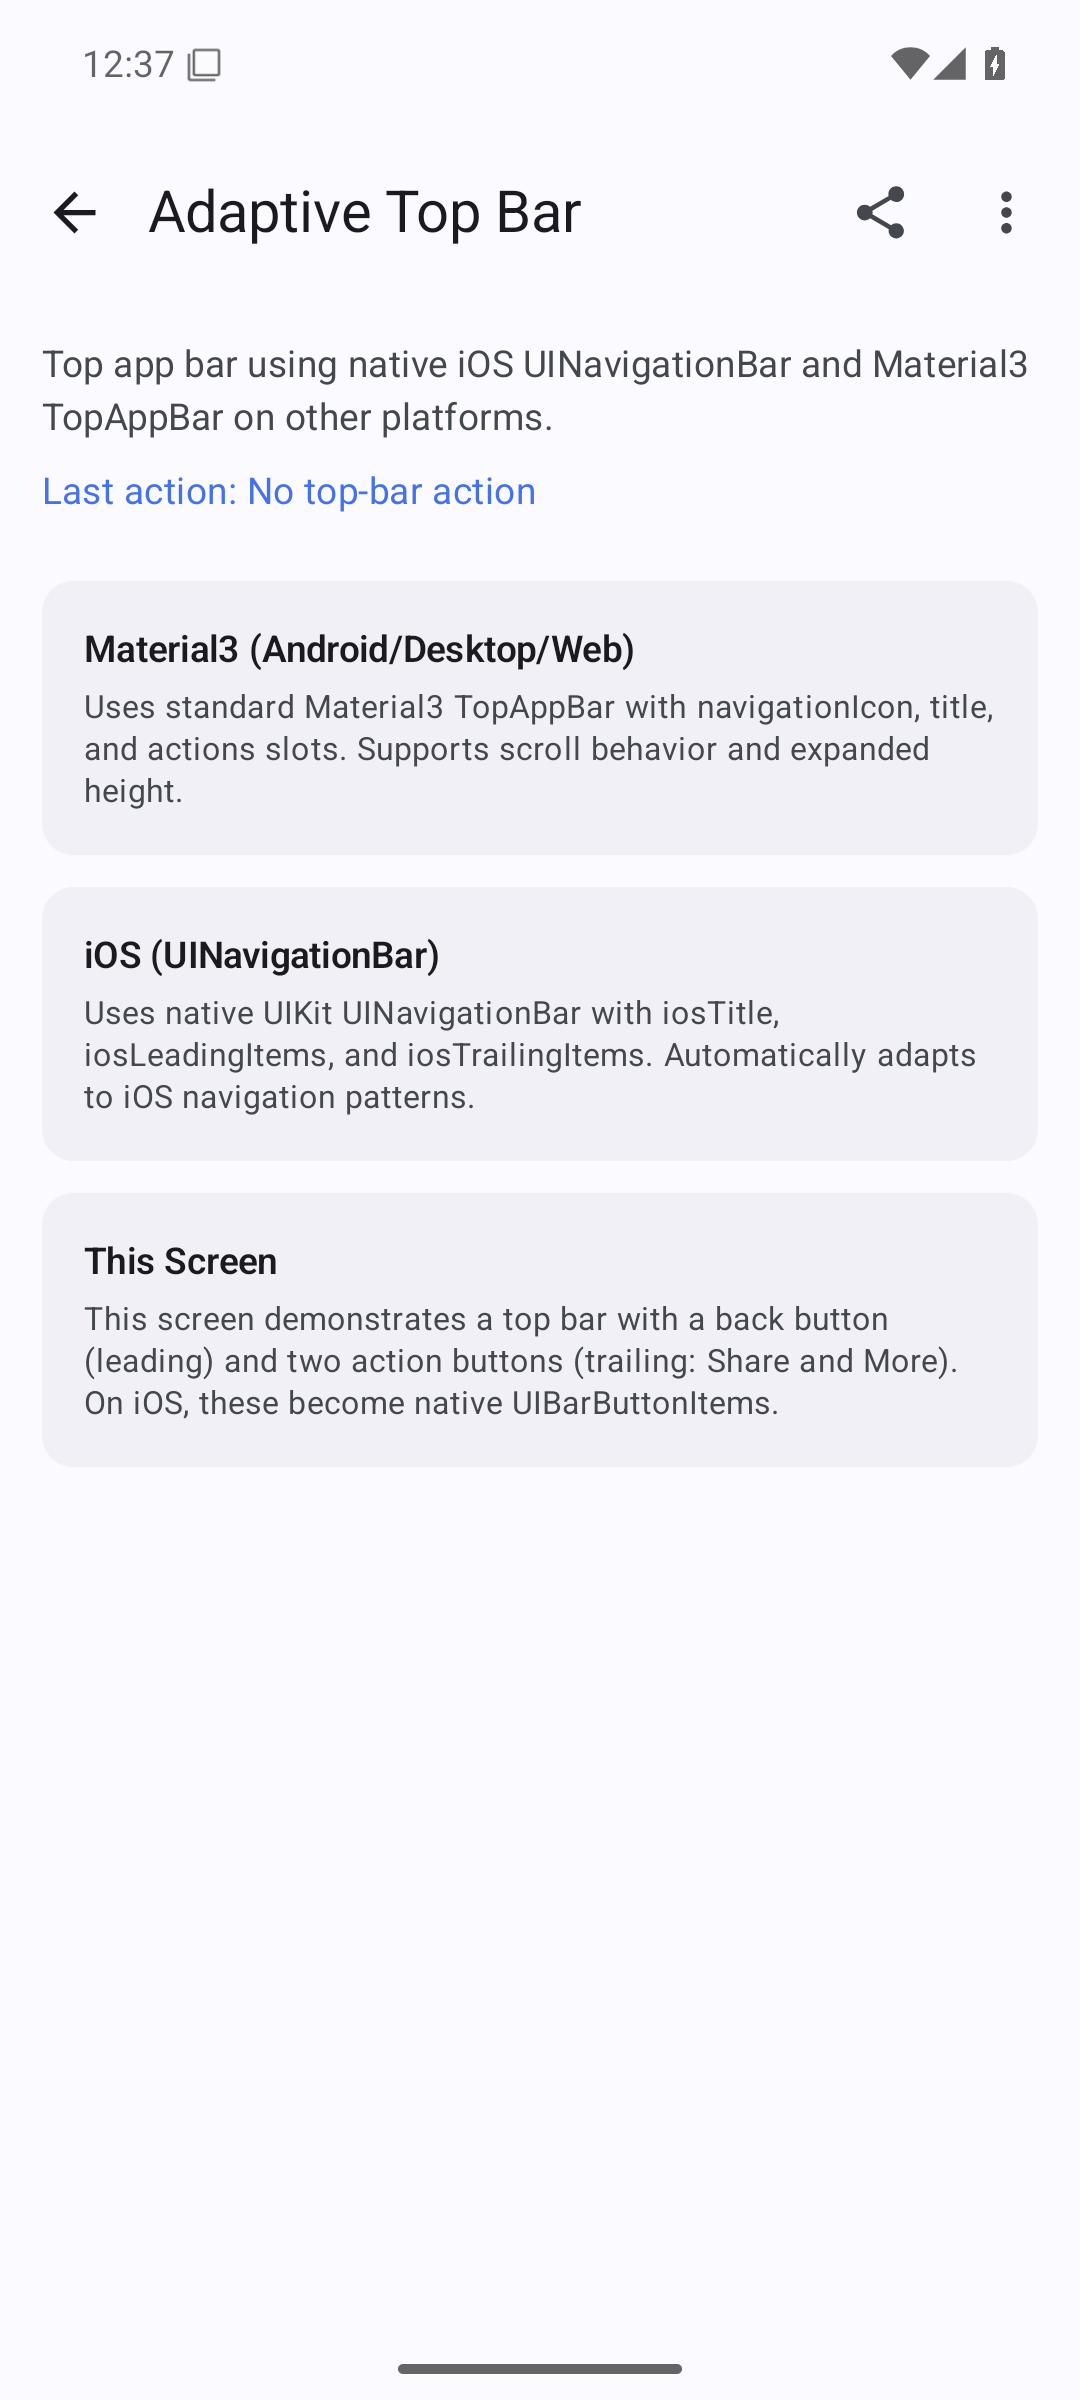 12:37
Adaptive Top Bar
Top app bar using native iOS UINavigationBar and Material3
TopAppBar on other platforms.
Last action: No top-bar action
Material3 (Android/Desktop/Web)
Uses standard Material3 TopAppBar with navigationIcon, title,
and actions slots. Supports scroll behavior and expanded
height.
iOS (UINavigationBar)
Uses native UIKit UINavigationBar with iosTitle,
iosLeadingItems, and iosTrailingItems. Automatically adapts
to iOS navigation patterns.
This Screen
This screen demonstrates a top bar with a back button
(leading) and two action buttons (trailing: Share and More).
On iOS, these become native UIBarButtonItems.